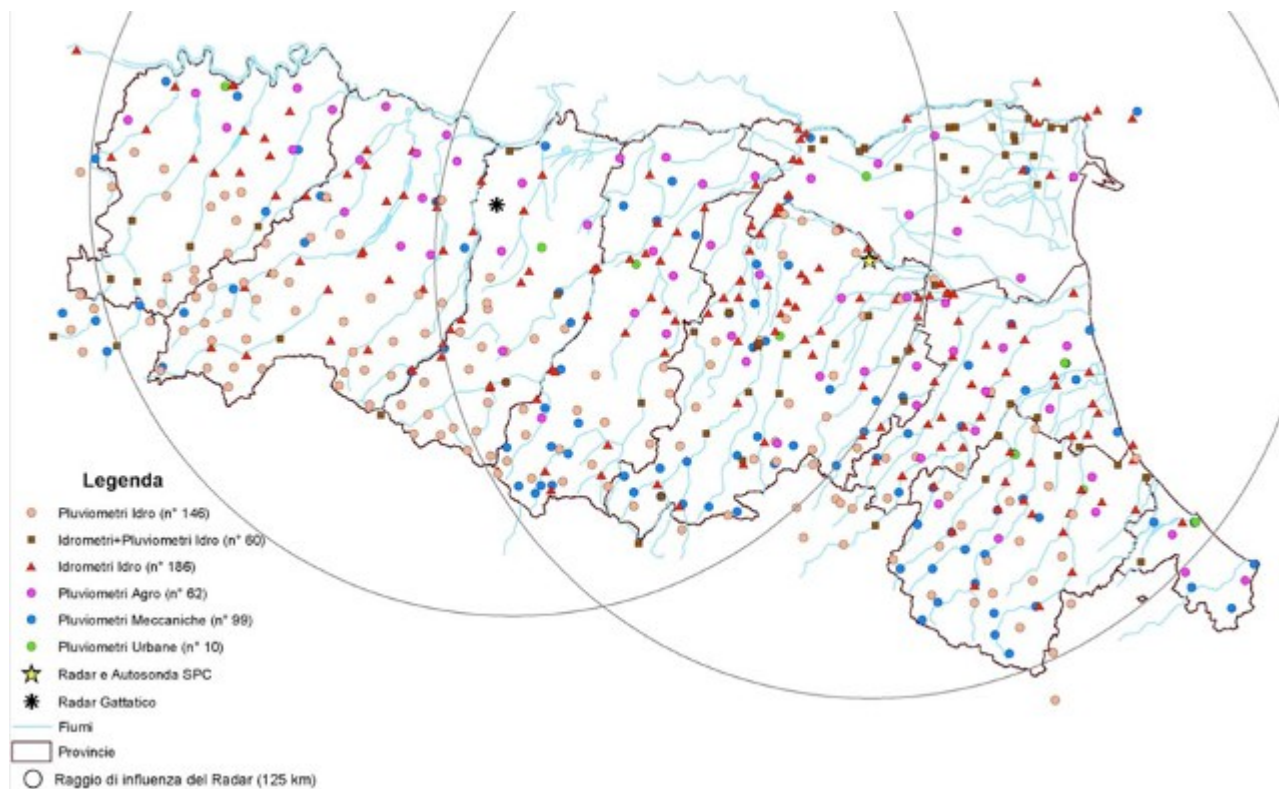 Legenda
Pluviometri Idro (n° 146)
Idrometri+Pluviometri Idro (n° 60)
Idrometri Idro (n° 186)
Pluviometri Agro (n° 62)
Pluviometri Meccaniche (n° 99)
Pluviometri Urbane (n° 10)
Radar e Autosonda SPC
Radar Gattatico
Fiumi
Provincie
Raggio di influenza del Radar (125 km)